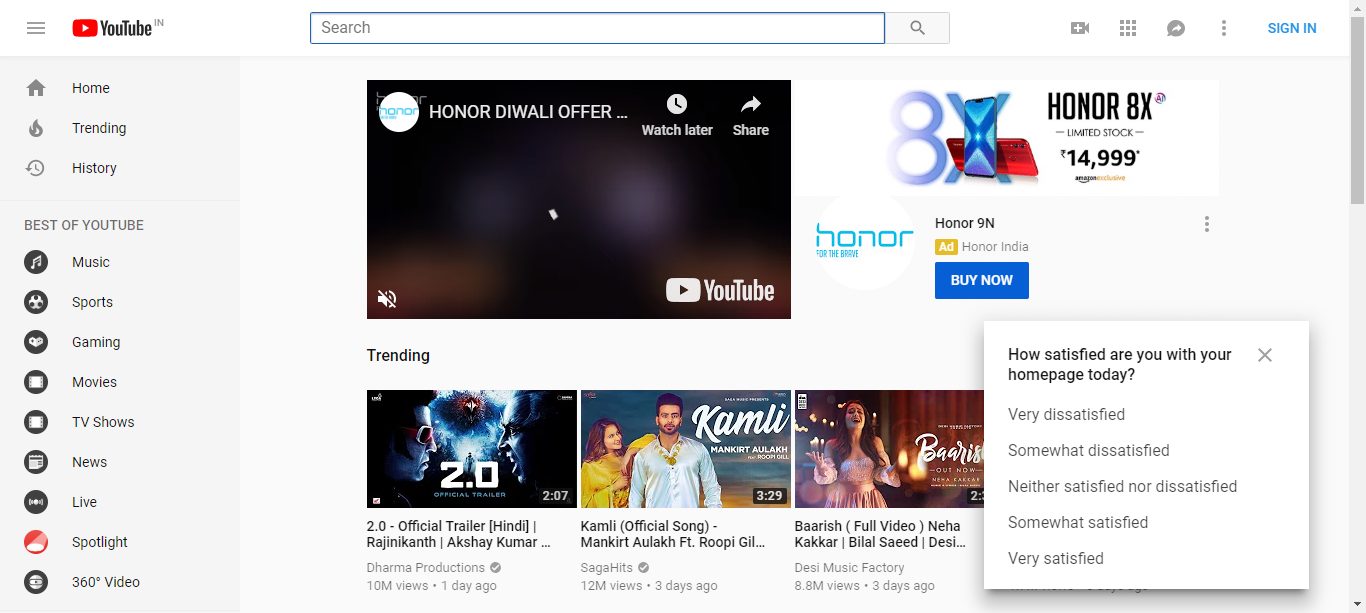 YouTube IN
Search
SIGN IN
Home
Trending
History
BEST OF YOUTUBE
Music
Sports
Gaming
Movies
TV Shows
News
Live
Spotlight
360° Video
honor
HONOR DIWALI OFFER ...
Watch later
Share
YouTube
8X
HONOR 8X
LIMITED STOCK
₹14,999*
amazon exclusive
honor
FOR THE BRAVE
Honor 9N
Ad Honor India
BUY NOW
Trending
2.0
OFFICIAL TRAILER
2:07
2.0 - Official Trailer [Hindi] |
Rajinikanth | Akshay Kumar ...
Dharma Productions
10M views • 1 day ago
SAGA MUSIC PRESENTS
Kamli
MANKIRT AULAKH
FEAT. ROOPI GILL
3:29
Kamli (Official Song) -
Mankirt Aulakh Ft. Roopi Gil...
SagaHits
12M views • 3 days ago
Baarish
OUT NOW
NEHA KAKKAR
Baarish ( Full Video ) Neha
Kakkar | Bilal Saeed | Desi...
Desi Music Factory
8.8M views • 3 days ago
How satisfied are you with your
homepage today?
Very dissatisfied
Somewhat dissatisfied
Neither satisfied nor dissatisfied
Somewhat satisfied
Very satisfied